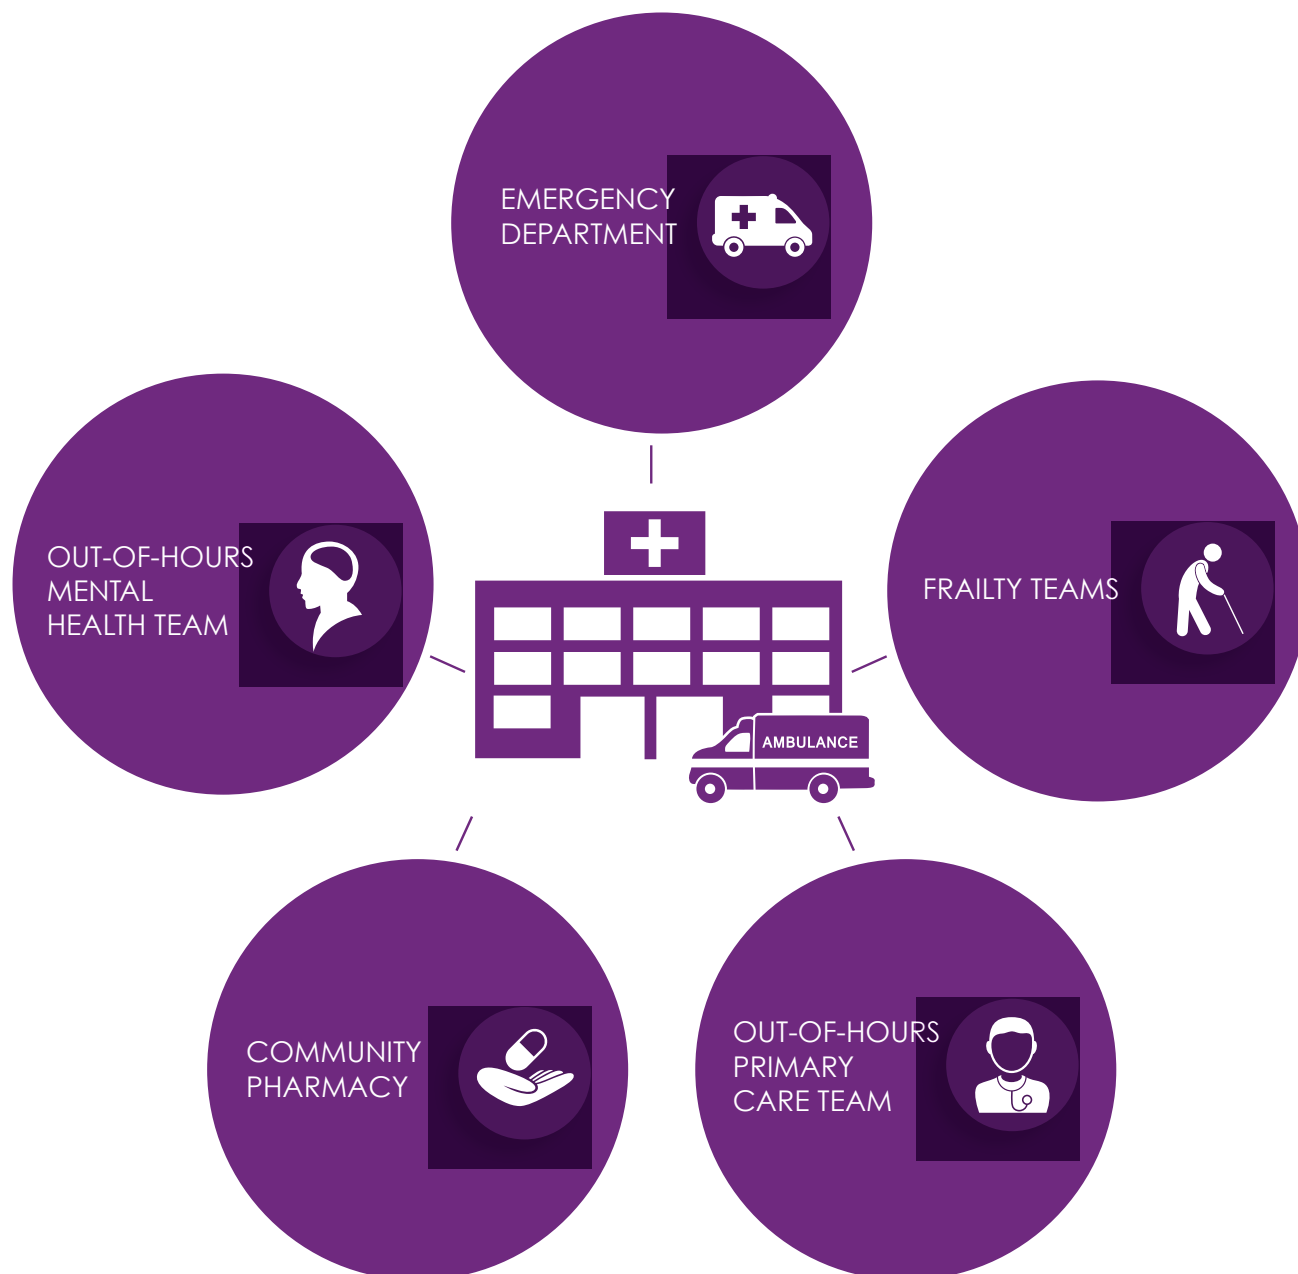 EMERGENCY
DEPARTMENT
OUT-OF-HOURS
MENTAL
HEALTH TEAM
FRAILTY TEAMS
AMBULANCE
COMMUNITY
PHARMACY
OUT-OF-HOURS
PRIMARY
CARE TEAM